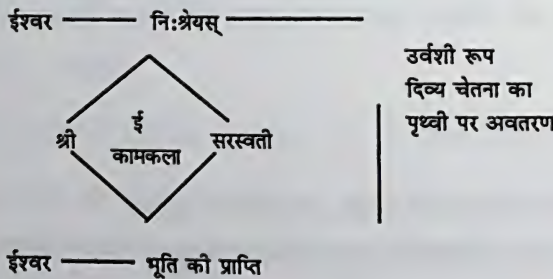 ईश्वर नि:श्रेयस्
उर्वशी रूप
दिव्य चेतना का
पृथ्वी पर अवतरण
श्री ई सरस्वती
कामकला
ईश्वर भूति की प्राप्ति